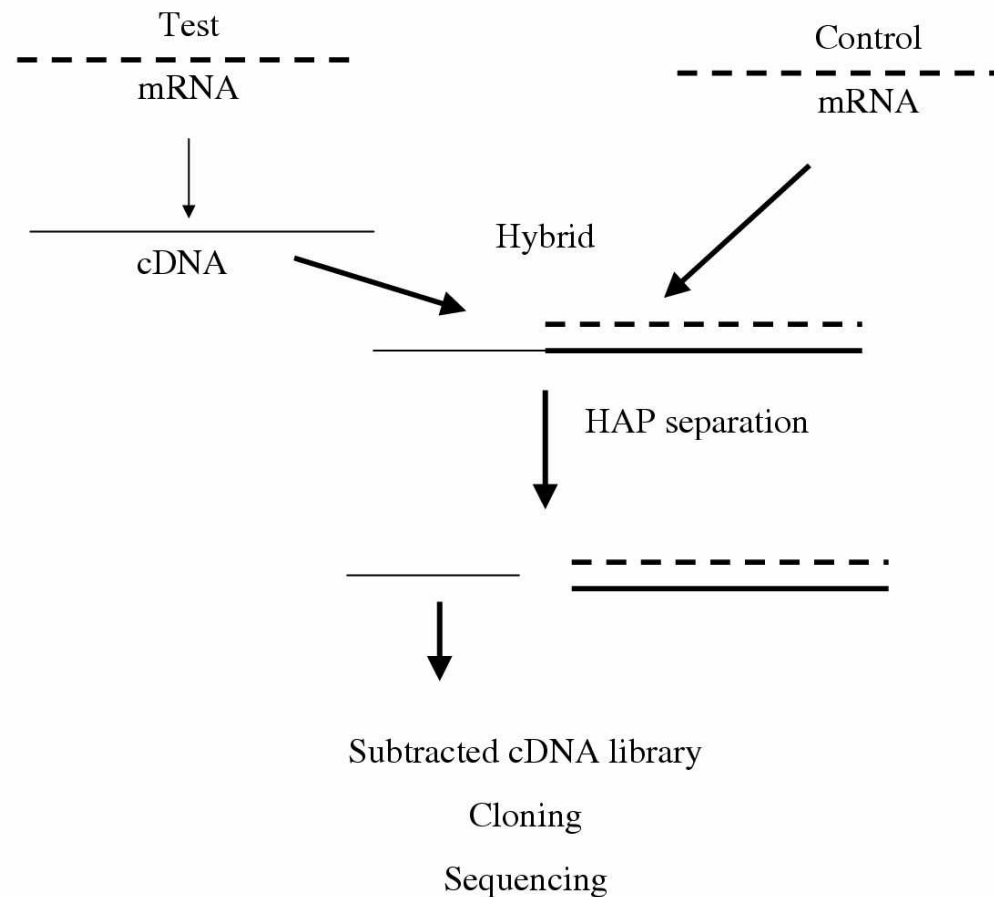 Test
mRNA
Control
mRNA
cDNA
Hybrid
HAP separation
Subtracted cDNA library
Cloning
Sequencing